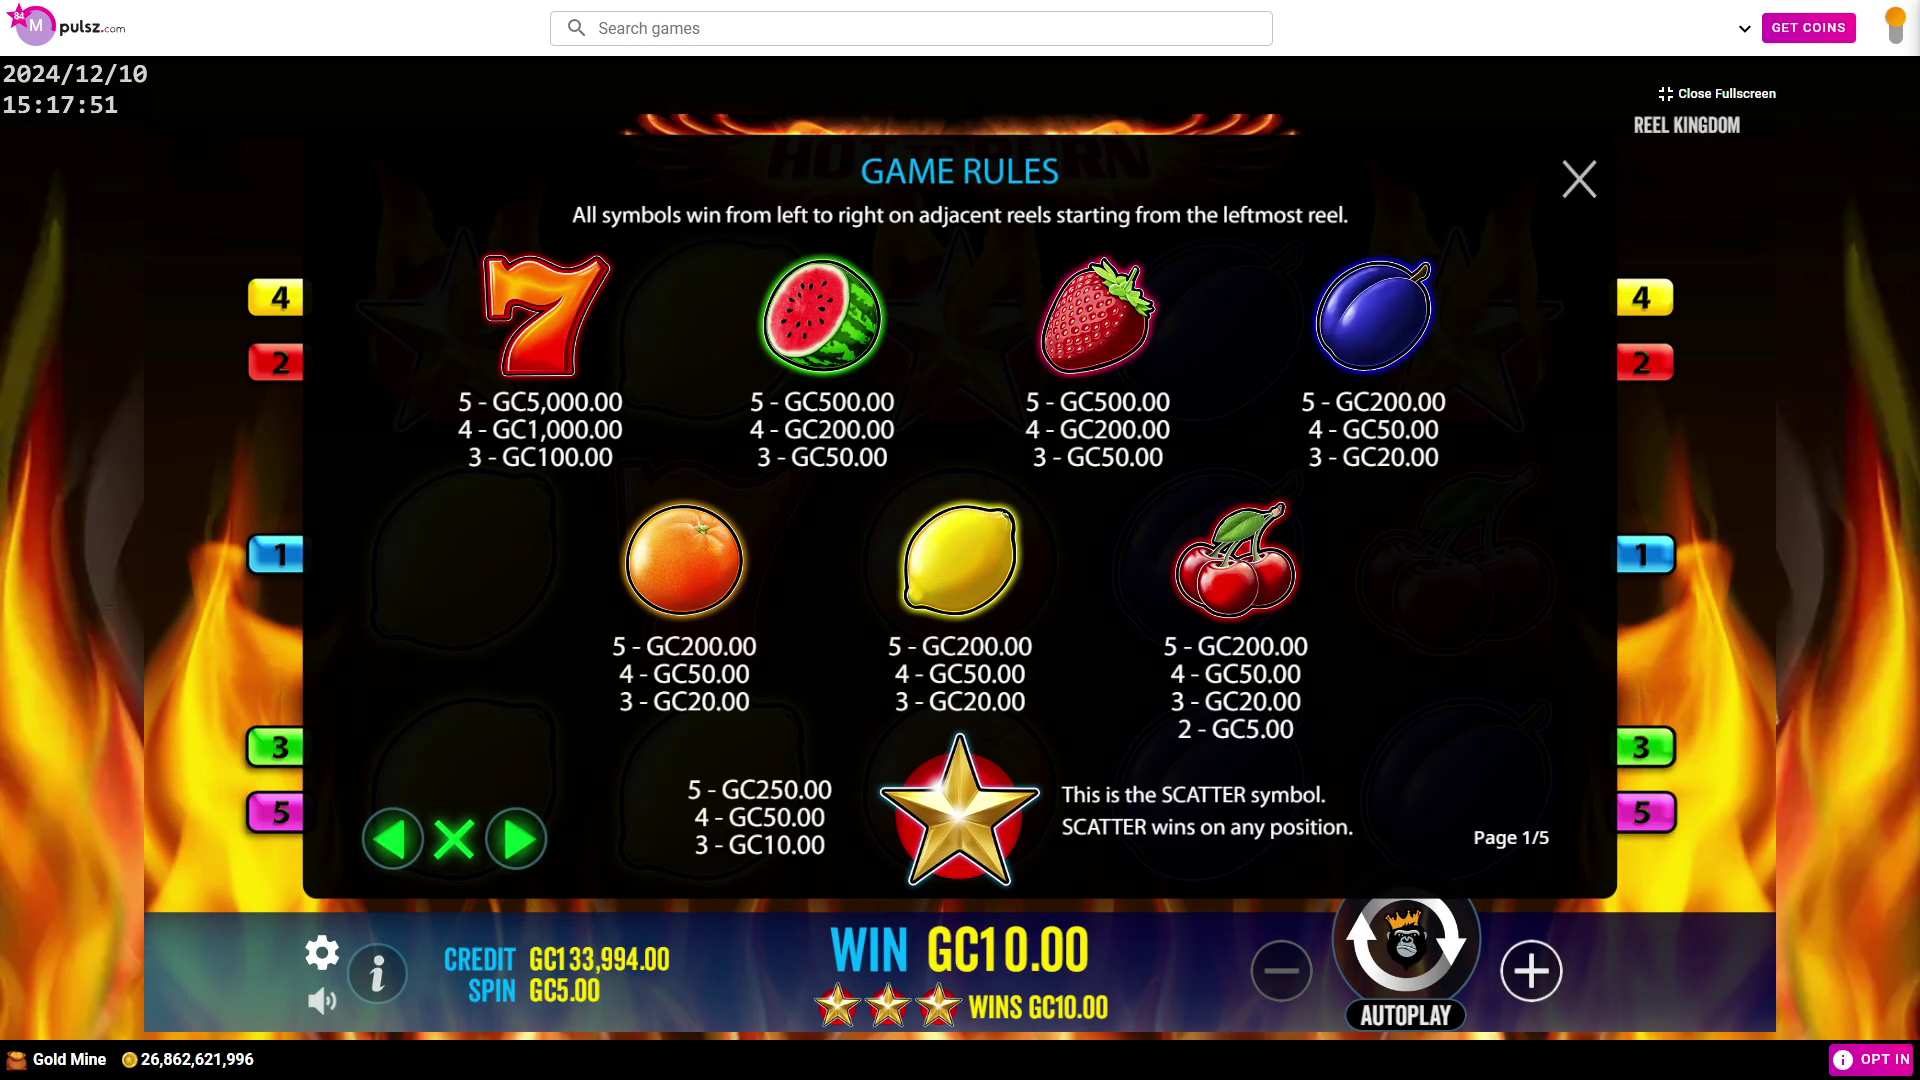 84
M
pulsz.com
Search games
GET COINS
2024/12/10
15:17:51
Close Fullscreen
REEL KINGDOM
HOT TO BURN
GAME RULES
All symbols win from left to right on adjacent reels starting from the leftmost reel.
4
4
2
2
7
5 - GC5,000.00
4 - GC1,000.00
3 - GC100.00
5 - GC500.00
4 - GC200.00
3 - GC50.00
5 - GC500.00
4 - GC200.00
3 - GC50.00
5 - GC200.00
4 - GC50.00
3 - GC20.00
1
1
5 - GC200.00
4 - GC50.00
3 - GC20.00
5 - GC200.00
4 - GC50.00
3 - GC20.00
5 - GC200.00
4 - GC50.00
3 - GC20.00
2 - GC5.00
3
3
5
5
5 - GC250.00
4 - GC50.00
3 - GC10.00
This is the SCATTER symbol.
SCATTER wins on any position.
Page 1/5
CREDIT GC133,994.00
SPIN GC5.00
WIN GC10.00
WINS GC10.00
AUTOPLAY
Gold Mine 26,862,621,996
OPT IN